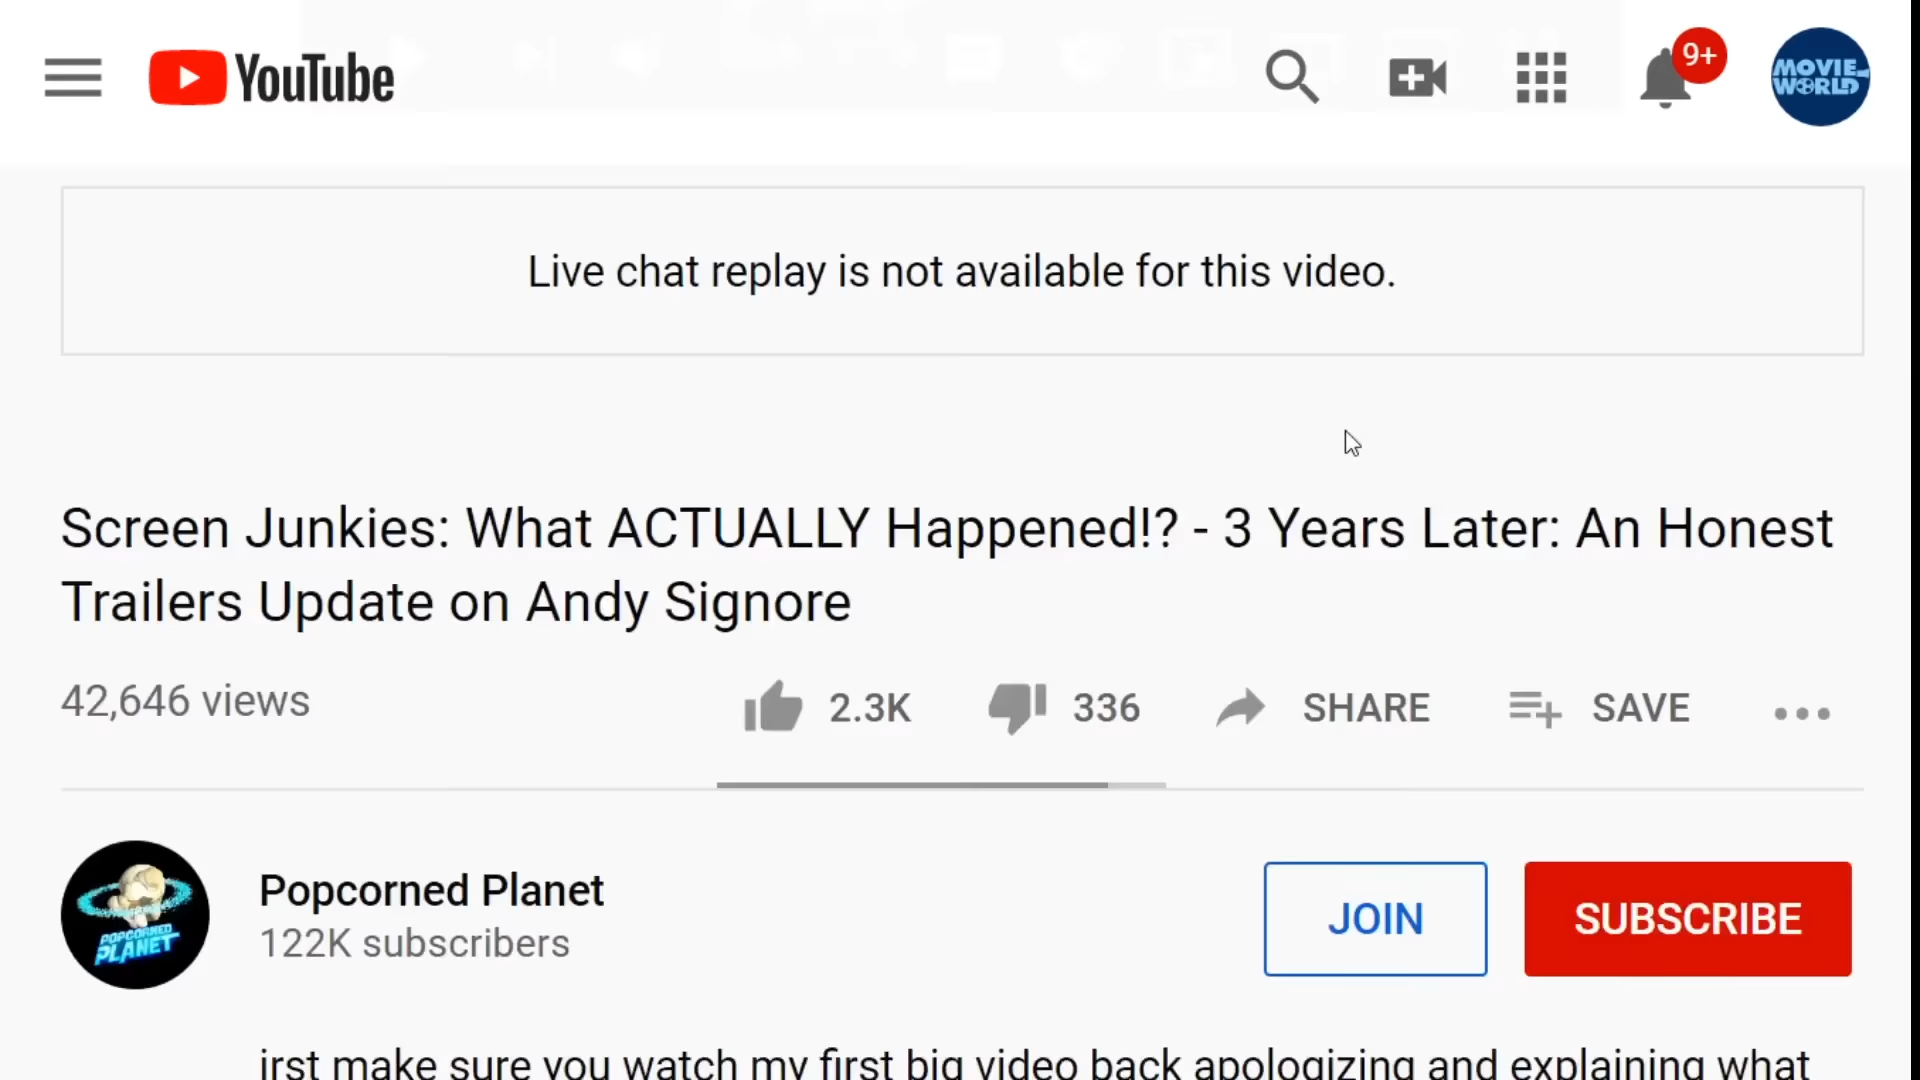 YouTube
9+
MOVIE
WORLD
Live chat replay is not available for this video.
Screen Junkies: What ACTUALLY Happened!? - 3 Years Later: An Honest
Trailers Update on Andy Signore
42,646 views
2.3K
336
SHARE
SAVE
POPCORNED
PLANET
Popcorned Planet
122K subscribers
JOIN
SUBSCRIBE
irst make sure you watch my first big video back apologizing and explaining what